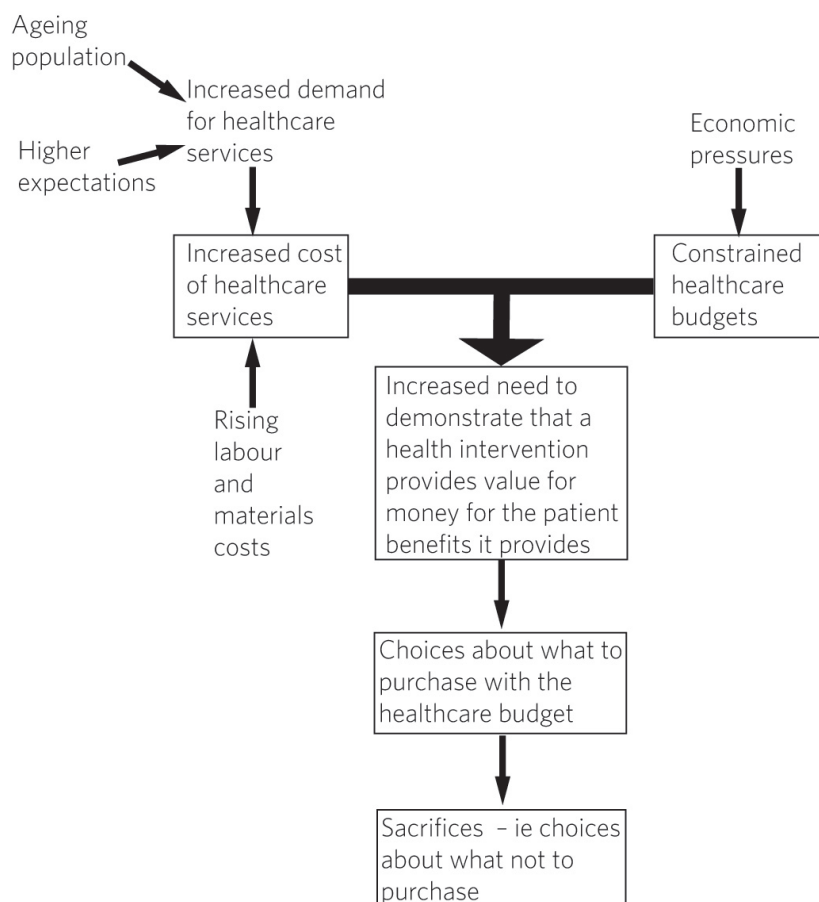 Ageing
population
Increased demand
for healthcare
services
Higher
expectations
Economic
pressures
Increased cost
of healthcare
services
Constrained
healthcare
budgets
Rising
labour
and
materials
costs
Increased need to
demonstrate that a
health intervention
provides value for
money for the patient
benefits it provides
Choices about what to
purchase with the
healthcare budget
Sacrifices – ie choices
about what not to
purchase